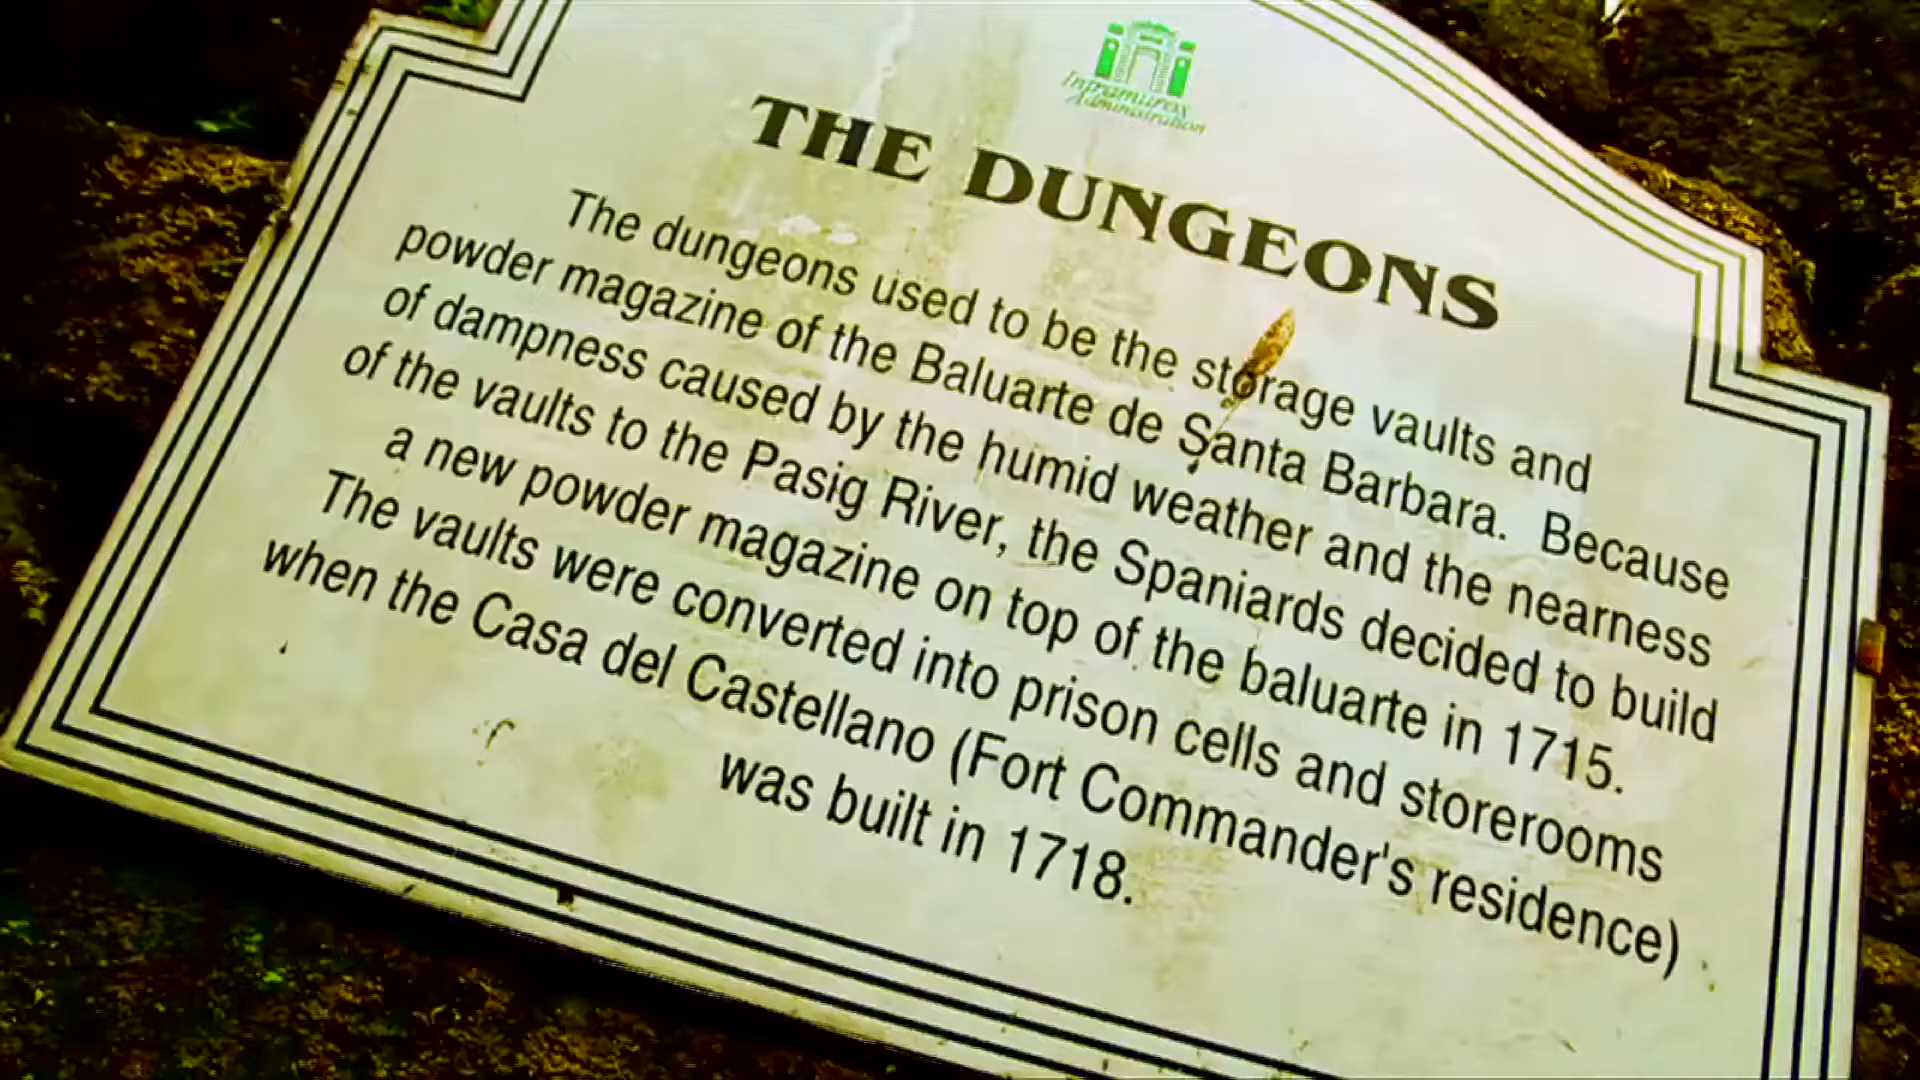 Intramuros
Administration
THE DUNGEONS
The dungeons used to be the storage vaults and
powder magazine of the Baluarte de Santa Barbara. Because
of dampness caused by the humid weather and the nearness
of the vaults to the Pasig River, the Spaniards decided to build
a new powder magazine on top of the baluarte in 1715.
The vaults were converted into prison cells and storerooms
when the Casa del Castellano (Fort Commander's residence)
was built in 1718.